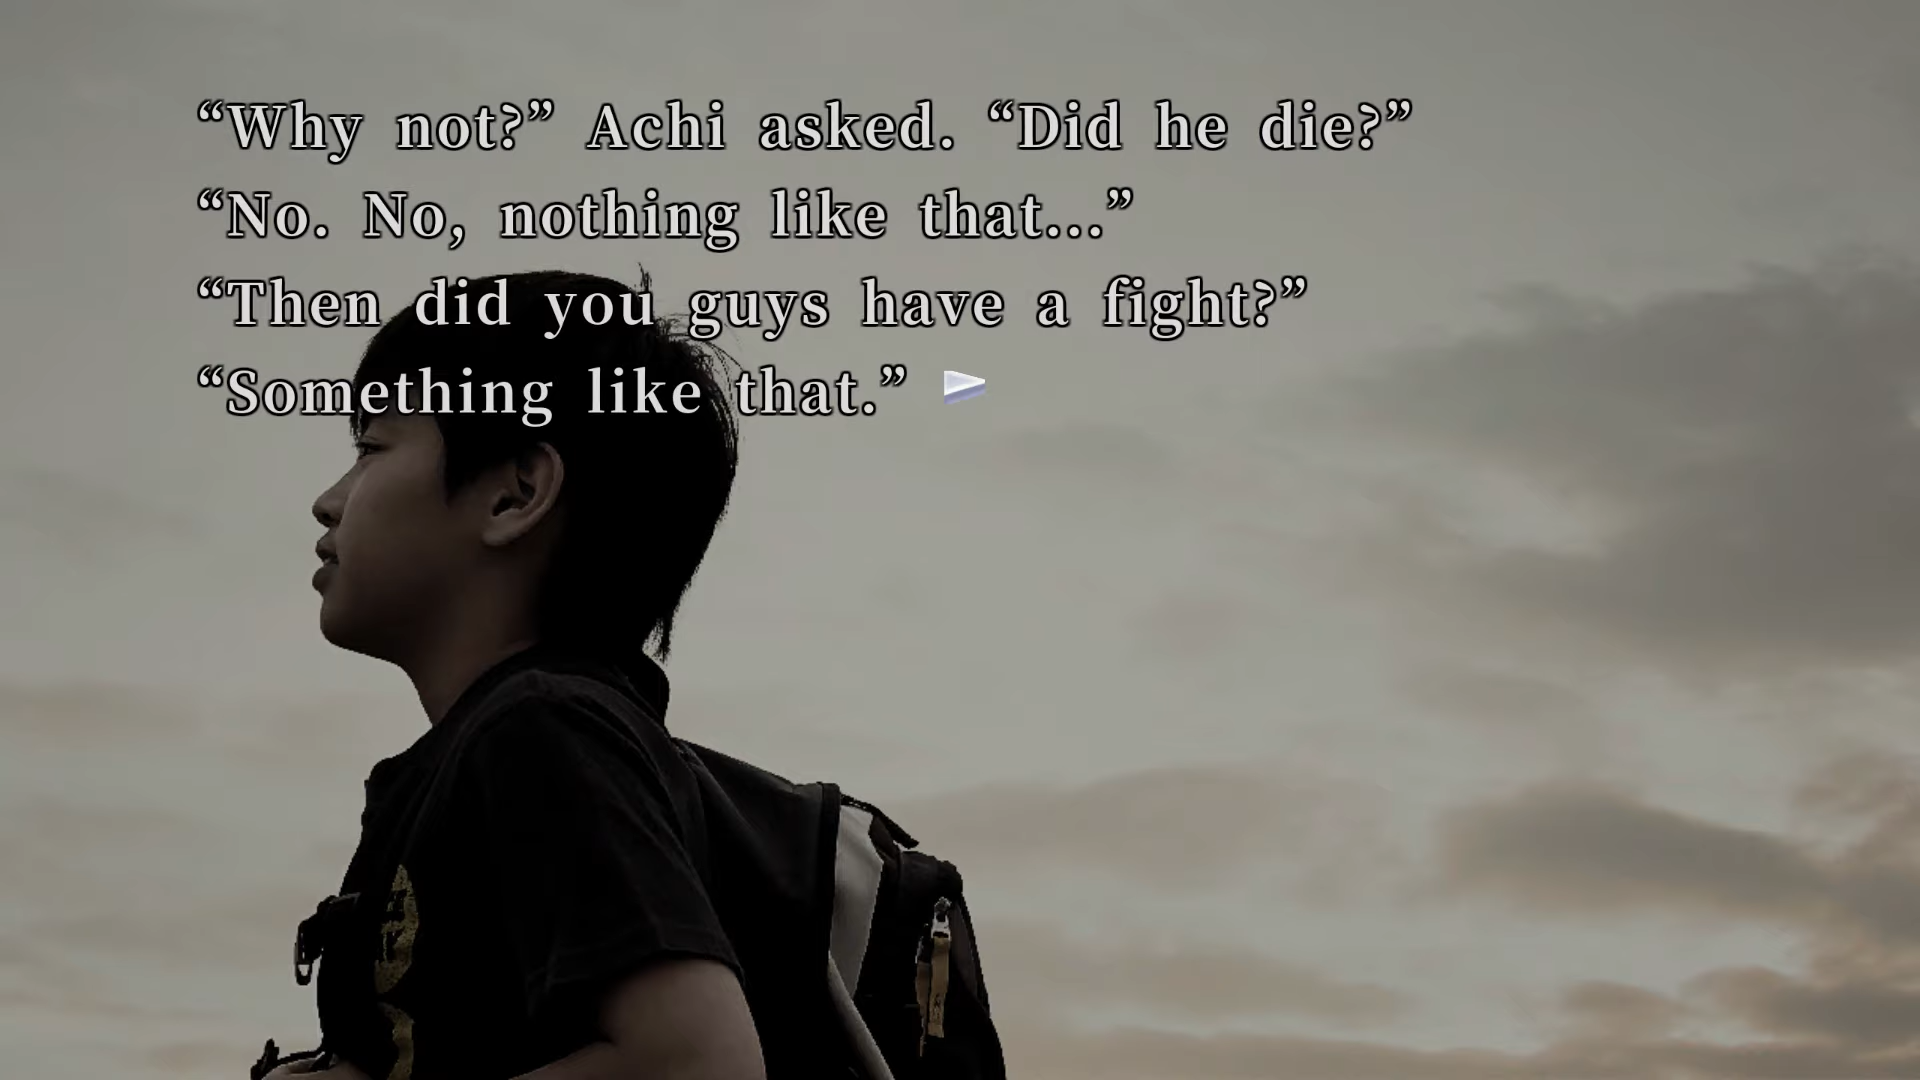 “Why not?” Achi asked. “Did he die?”
“No. No, nothing like that...”
“Then did you guys have a fight?”
“Something like that.”